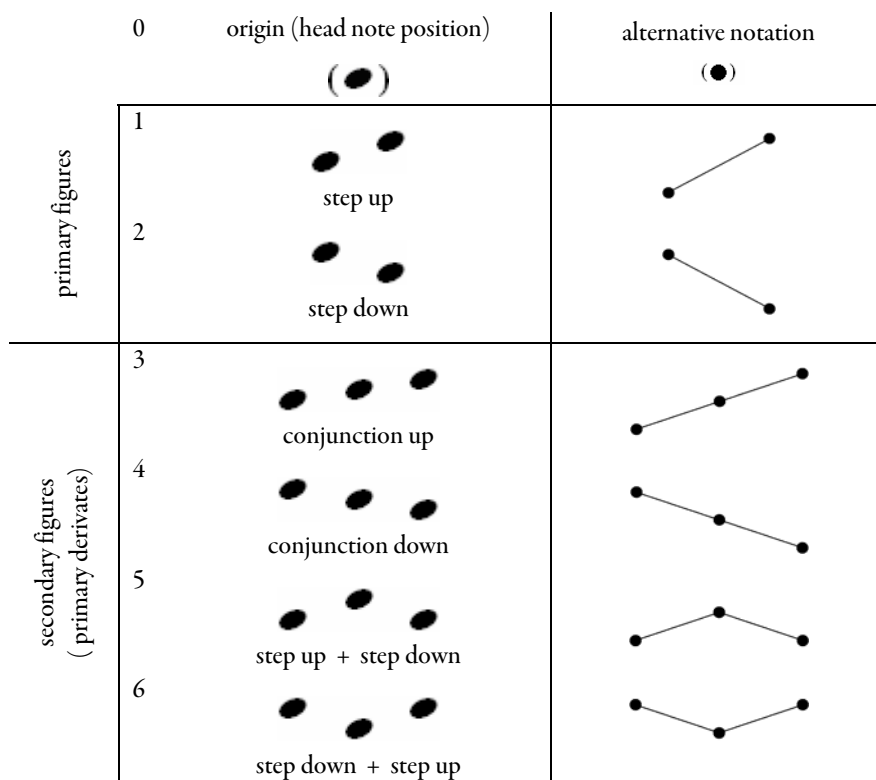 0
origin (head note position)
alternative notation
primary figures
1
step up
2
step down
secondary figures
( primary derivates)
3
conjunction up
4
conjunction down
5
step up + step down
6
step down + step up